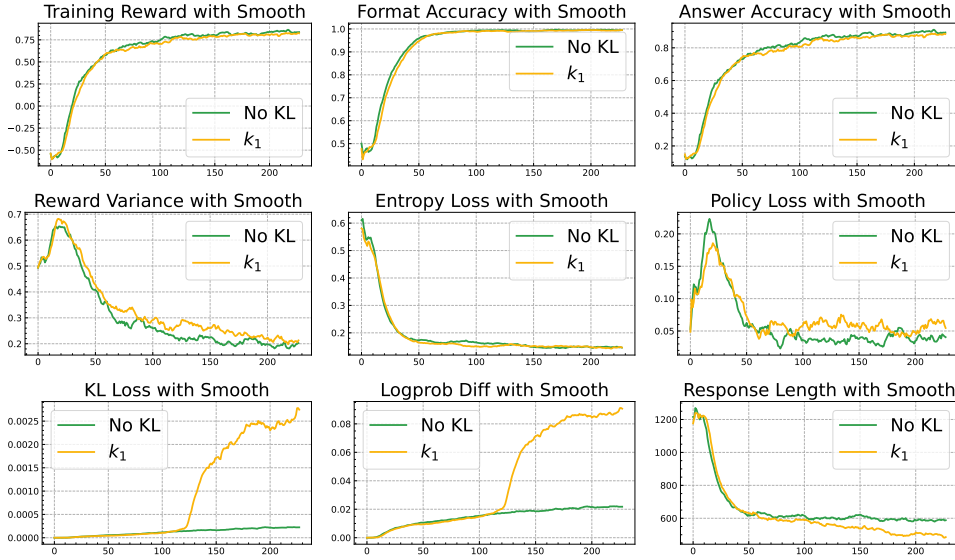 Training Reward with Smooth
0.75
0.50
0.25
0.00
−0.25
−0.50
0 50 100 150 200
No KL
k1
Format Accuracy with Smooth
1.0
0.9
0.8
0.7
0.6
0.5
0 50 100 150 200
No KL
k1
Answer Accuracy with Smooth
0.8
0.6
0.4
0.2
0 50 100 150 200
No KL
k1
Reward Variance with Smooth
0.7
0.6
0.5
0.4
0.3
0.2
0 50 100 150 200
No KL
k1
Entropy Loss with Smooth
0.6
0.5
0.4
0.3
0.2
0 50 100 150 200
No KL
k1
Policy Loss with Smooth
0.20
0.15
0.10
0.05
0 50 100 150 200
No KL
k1
KL Loss with Smooth
0.0025
0.0020
0.0015
0.0010
0.0005
0.0000
0 50 100 150 200
No KL
k1
Logprob Diff with Smooth
0.08
0.06
0.04
0.02
0.00
0 50 100 150 200
No KL
k1
Response Length with Smooth
1200
1000
800
600
0 50 100 150 200
No KL
k1